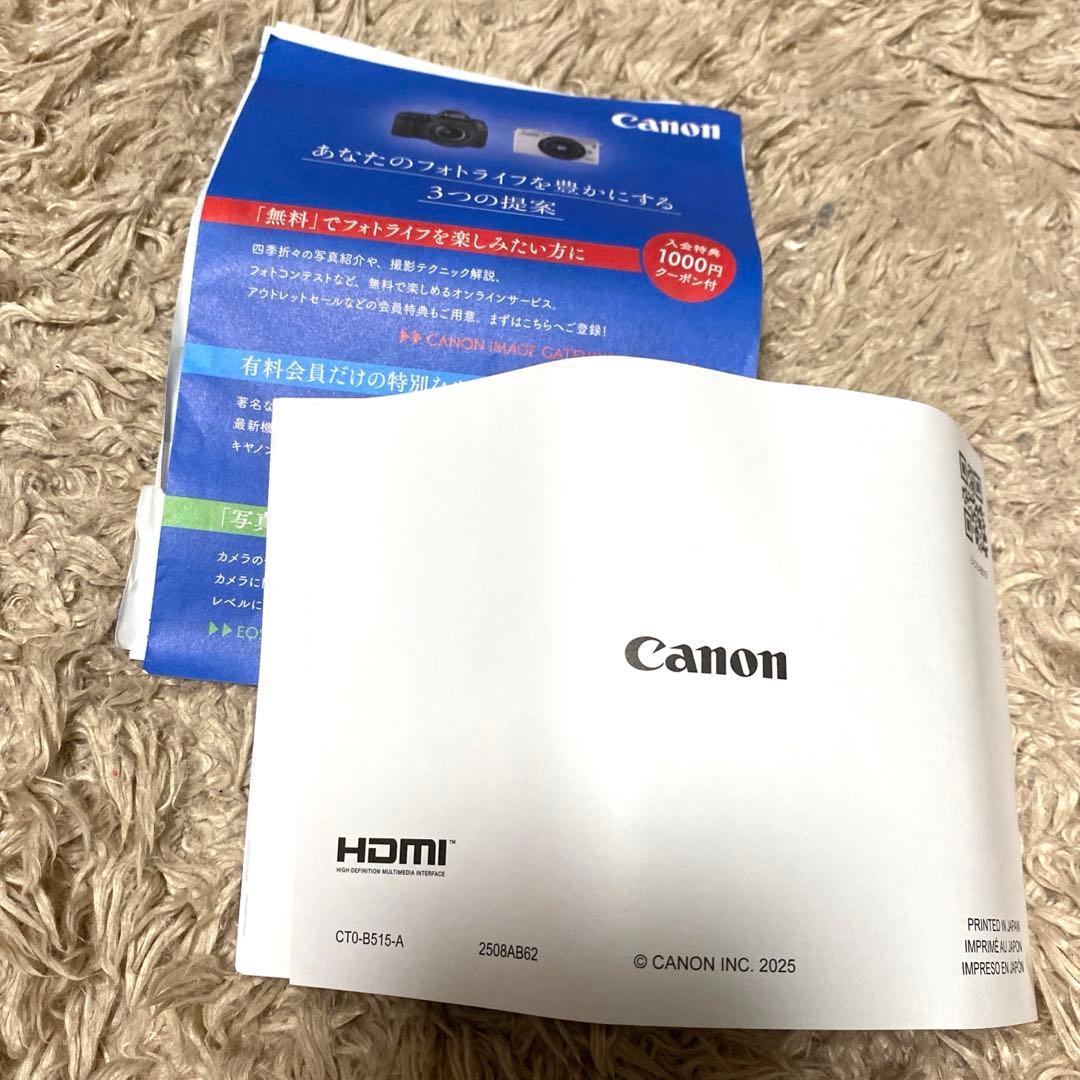 Canon
あなたのフォトライフを豊かにする
3つの提案
「無料」でフォトライフを楽しみたい方に
入会特典
1000円
クーポン付
四季折々の写真紹介や、撮影テクニック解説、
フォトコンテストなど、無料で楽しめるオンラインサービス。
アウトレットセールなどの会員特典もご用意。まずはこちらへご登録!
▶▶ CANON iMAGE
有料会員だけの特別な
著名な
最新機
キヤノン
「写真
カメラの
カメラに
レベルに
▶▶ EOS
Canon
HDMI™
HIGH-DEFINITION MULTIMEDIA INTERFACE
CT0-B515-A
2508AB62
© CANON INC. 2025
PRINTED IN JAPAN
IMPRIMÉ AU JAPON
IMPRESO EN JAPÓN